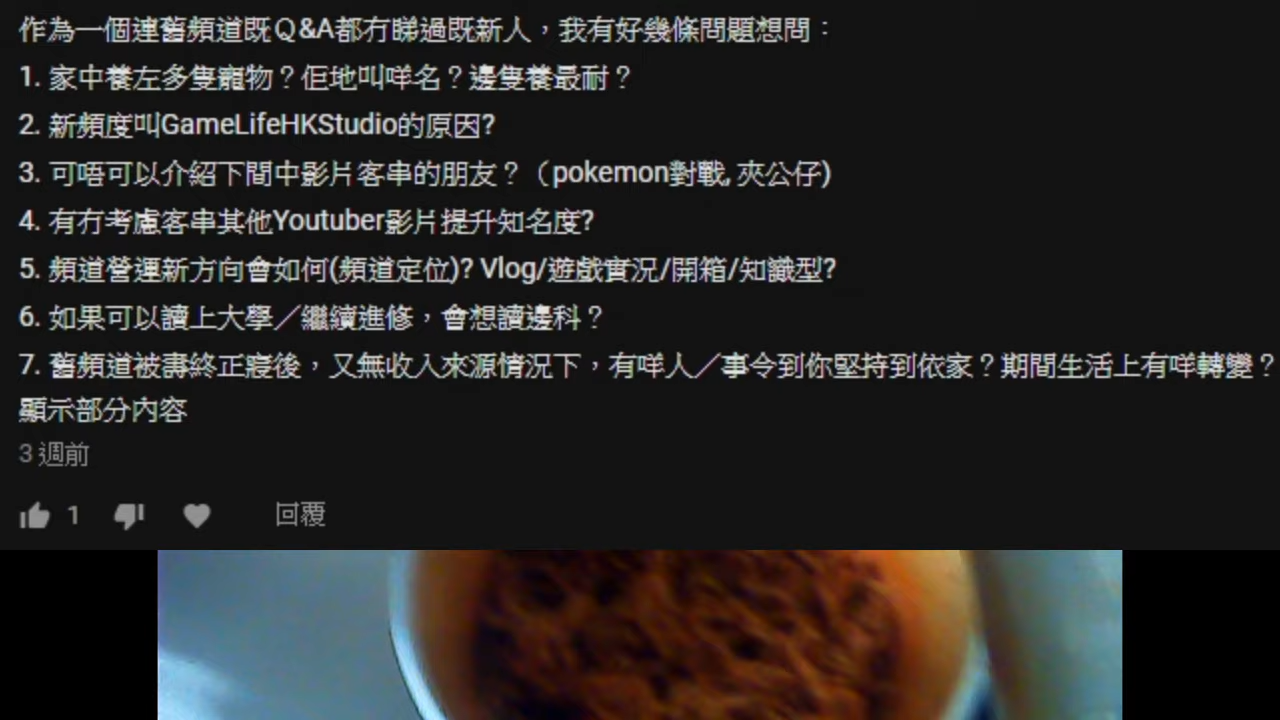 作為一個連舊頻道既Q&A都冇睇過既新人，我有好幾條問題想問：
1. 家中養左多隻寵物？佢地叫咩名？邊隻養最耐？
2. 新頻度叫GameLifeHKStudio的原因?
3. 可唔可以介紹下間中影片客串的朋友？（pokemon對戰, 夾公仔)
4. 有冇考慮客串其他Youtuber影片提升知名度?
5. 頻道營運新方向會如何(頻道定位)? Vlog/遊戲實況/開箱/知識型?
6. 如果可以讀上大學／繼續進修，會想讀邊科？
7. 舊頻道被壽終正寢後，又無收入來源情況下，有咩人／事令到你堅持到依家？期間生活上有咩轉變？
顯示部分內容
3 週前
1 回覆